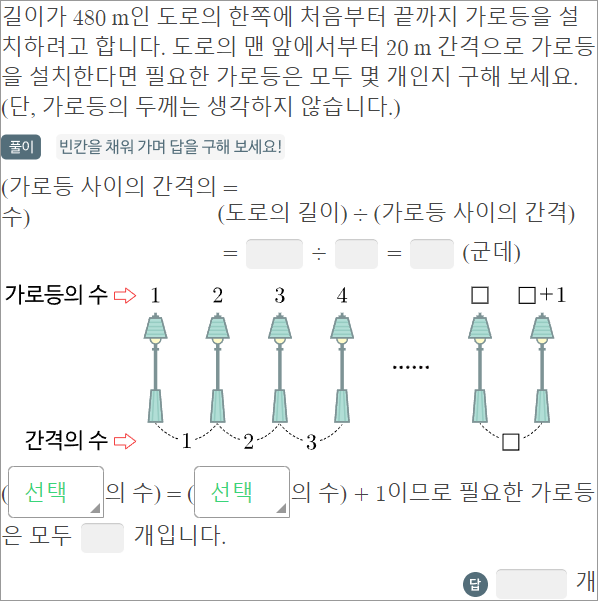 길이가 480 m인 도로의 한쪽에 처음부터 끝까지 가로등을 설
치하려고 합니다. 도로의 맨 앞에서부터 20 m 간격으로 가로등
을 설치한다면 필요한 가로등은 모두 몇 개인지 구해 보세요.
(단, 가로등의 두께는 생각하지 않습니다.)
풀이 빈칸을 채워 가며 답을 구해 보세요!
(가로등 사이의 간격의 =
수)
(도로의 길이) ÷ (가로등 사이의 간격)
= ÷ = (군데)
가로등의 수 ⇨ 1 2 3 4 □ □+1
......
간격의 수 ⇨ 1 2 3 □
(선택의 수) = (선택의 수) + 1이므로 필요한 가로등
은 모두 개입니다.
답 개